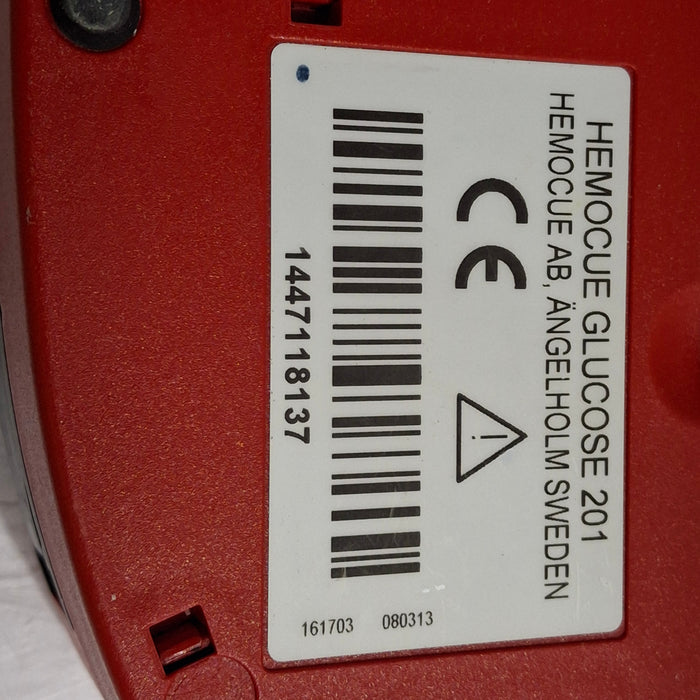 HEMOCUE GLUCOSE 201
HEMOCUE AB, ÄNGELHOLM SWEDEN
CE
1447118137
080313
161703